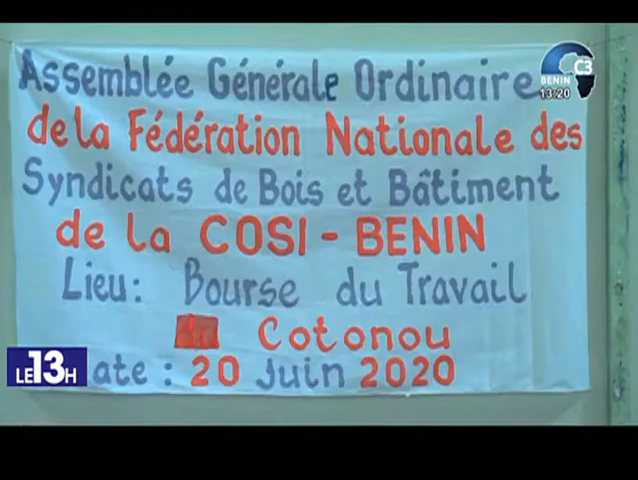 Assemblée Générale Ordinaire
de la Fédération Nationale des
Syndicats de Bois et Bâtiment
de la COSI - BENIN
Lieu: Bourse du Travail
Cotonou
ate : 20 Juin 2020
C3
BENIN
13:20
LE 13H